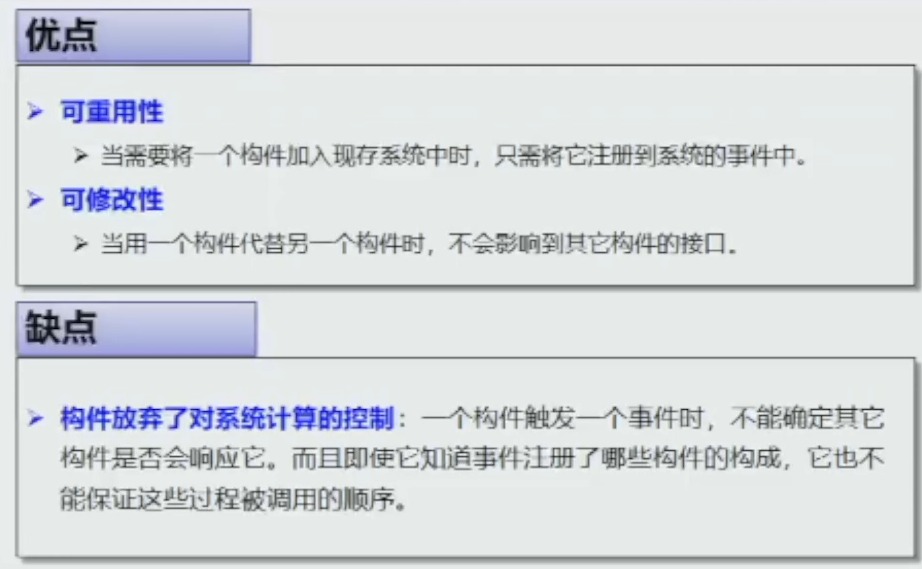 优点
可重用性
当需要将一个构件加入现存系统中时，只需将它注册到系统的事件中。
可修改性
当用一个构件代替另一个构件时，不会影响到其它构件的接口。
缺点
构件放弃了对系统计算的控制：一个构件触发一个事件时，不能确定其它
构件是否会响应它。而且即使它知道事件注册了哪些构件的构成，它也不
能保证这些过程被调用的顺序。